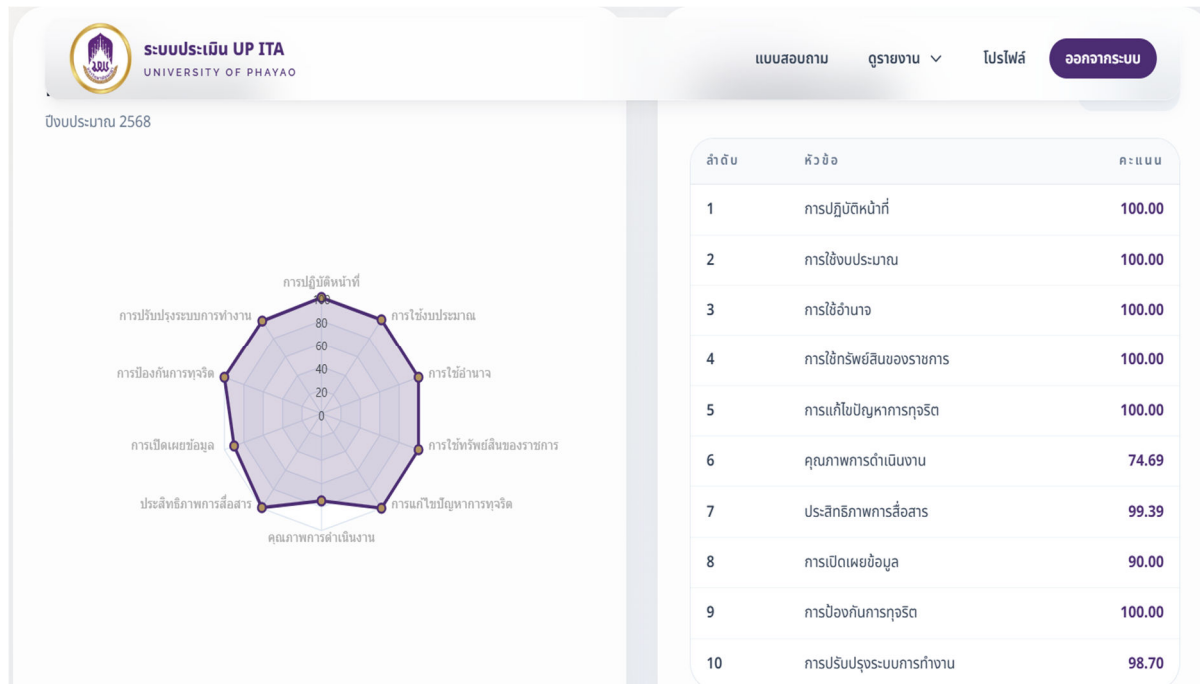 ระบบประเมิน UP ITA
UNIVERSITY OF PHAYAO
แบบสอบถาม
ดูรายงาน
โปรไฟล์
ออกจากระบบ
ปีงบประมาณ 2568
การปฏิบัติหน้าที่
การปรับปรุงระบบการทำงาน
การใช้งบประมาณ
การป้องกันการทุจริต
การใช้อำนาจ
การเปิดเผยข้อมูล
การใช้ทรัพย์สินของราชการ
ประสิทธิภาพการสื่อสาร
การแก้ไขปัญหาการทุจริต
คุณภาพการดำเนินงาน
80
60
40
20
0
ลำดับ หัวข้อ คะแนน
1 การปฏิบัติหน้าที่ 100.00
2 การใช้งบประมาณ 100.00
3 การใช้อำนาจ 100.00
4 การใช้ทรัพย์สินของราชการ 100.00
5 การแก้ไขปัญหาการทุจริต 100.00
6 คุณภาพการดำเนินงาน 74.69
7 ประสิทธิภาพการสื่อสาร 99.39
8 การเปิดเผยข้อมูล 90.00
9 การป้องกันการทุจริต 100.00
10 การปรับปรุงระบบการทำงาน 98.70